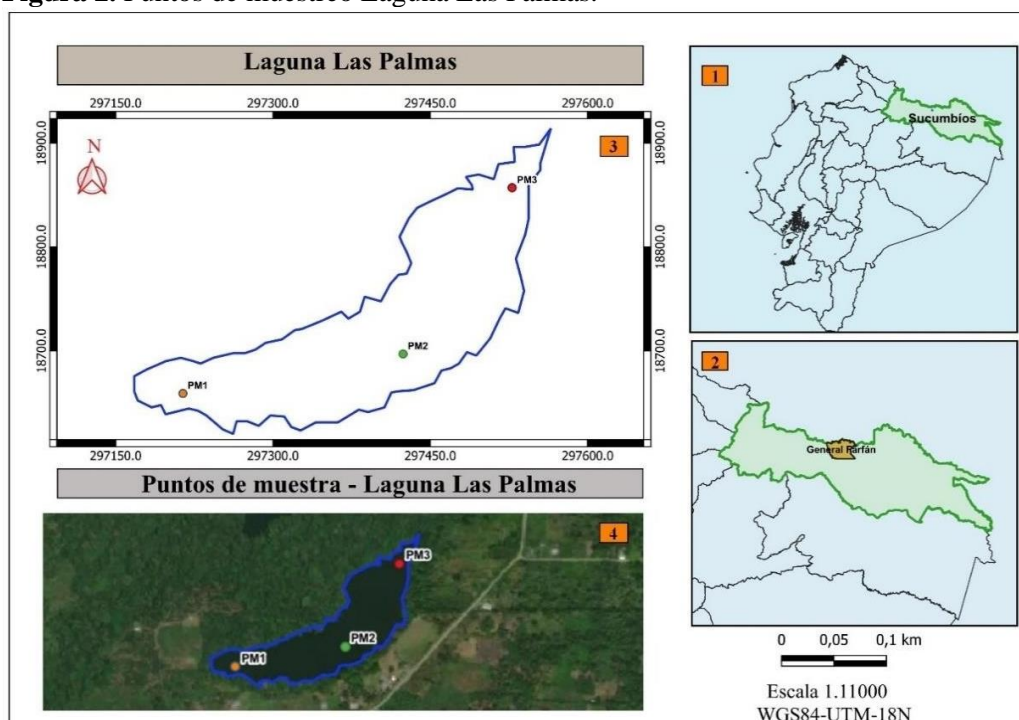 Figura 1. Puntos de muestreo Laguna Las Palmas.
Laguna Las Palmas
297150.0 297300.0 297450.0 297600.0
18900.0
18800.0
18700.0
18900.0
18800.0
18700.0
N
3
PM3
PM2
PM1
297150.0 297300.0 297450.0 297600.0
Puntos de muestra - Laguna Las Palmas
4
PM3
PM2
PM1
1
Sucumbíos
2
General Farfán
0 0,05 0,1 km
Escala 1.11000
WGS84-UTM-18N